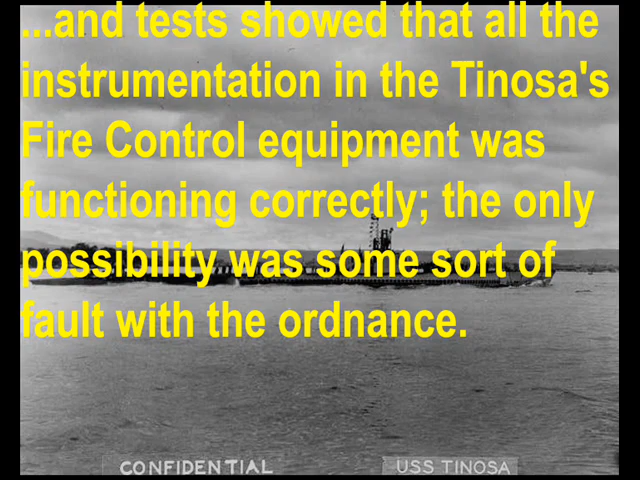 ...and tests showed that all the
instrumentation in the Tinosa's
Fire Control equipment was
functioning correctly; the only
possibility was some sort of
fault with the ordnance.
CONFIDENTIAL USS TINOSA